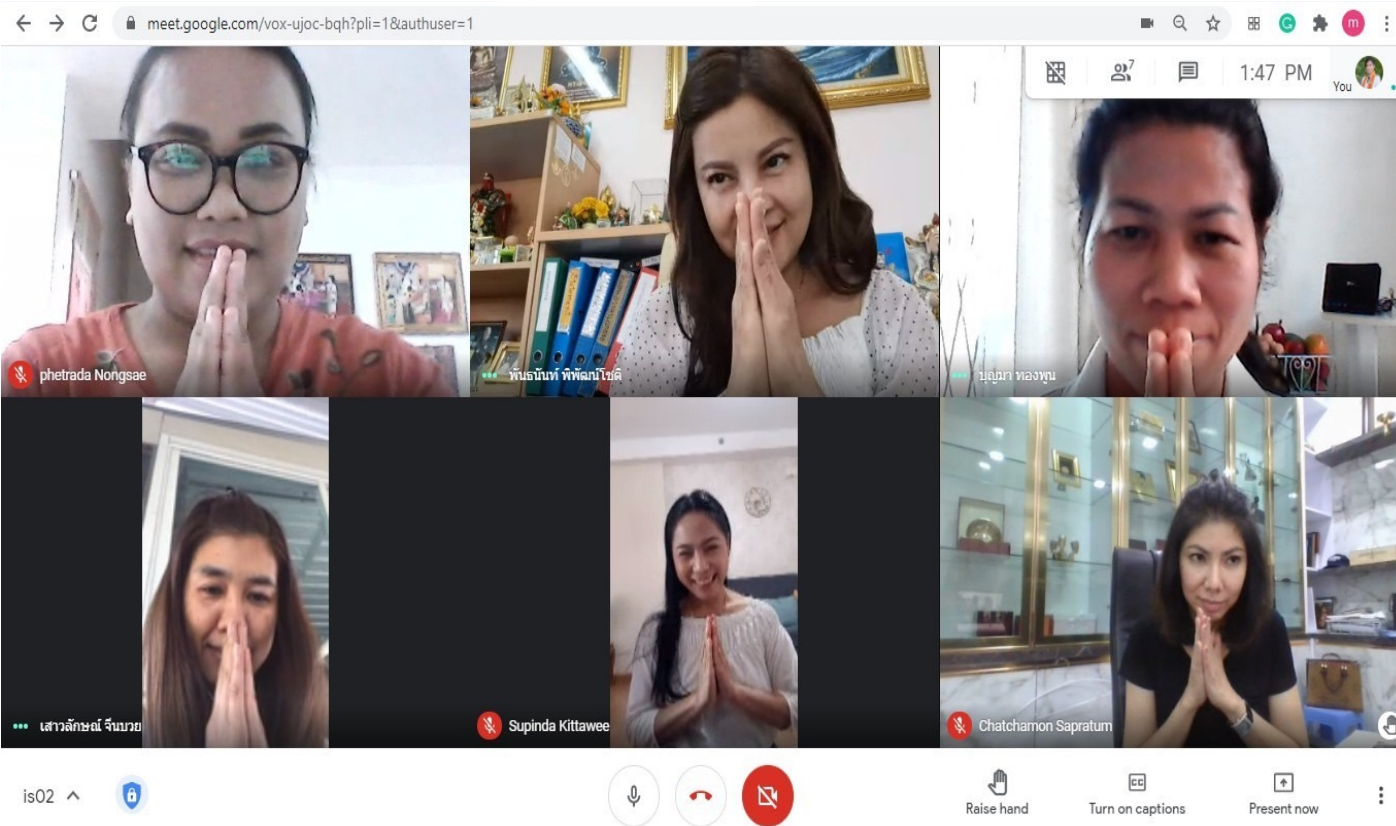 meet.google.com/vox-ujoc-bqh?pli=1&authuser=1
m
7
1:47 PM
You
phetrada Nongsae
พันธนันท์ พิพัฒน์โชติ
บุญมา ทองพูน
เสาวลักษณ์ จีนบวย
Supinda Kittawee
Chatchamon Sapratum
is02
CC
Raise hand
Turn on captions
Present now